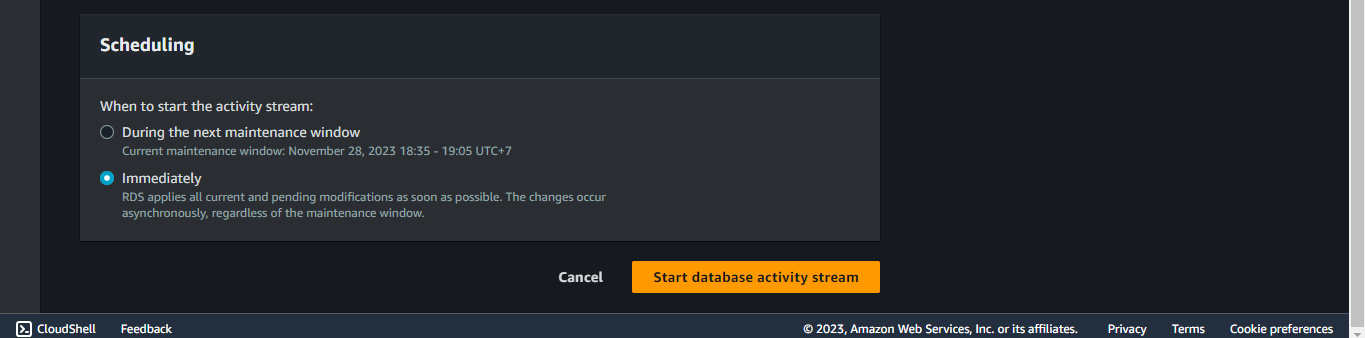 Scheduling
When to start the activity stream:
During the next maintenance window
Current maintenance window: November 28, 2023 18:35 - 19:05 UTC+7
Immediately
RDS applies all current and pending modifications as soon as possible. The changes occur
asynchronously, regardless of the maintenance window.
Cancel Start database activity stream
CloudShell Feedback © 2023, Amazon Web Services, Inc. or its affiliates. Privacy Terms Cookie preferences